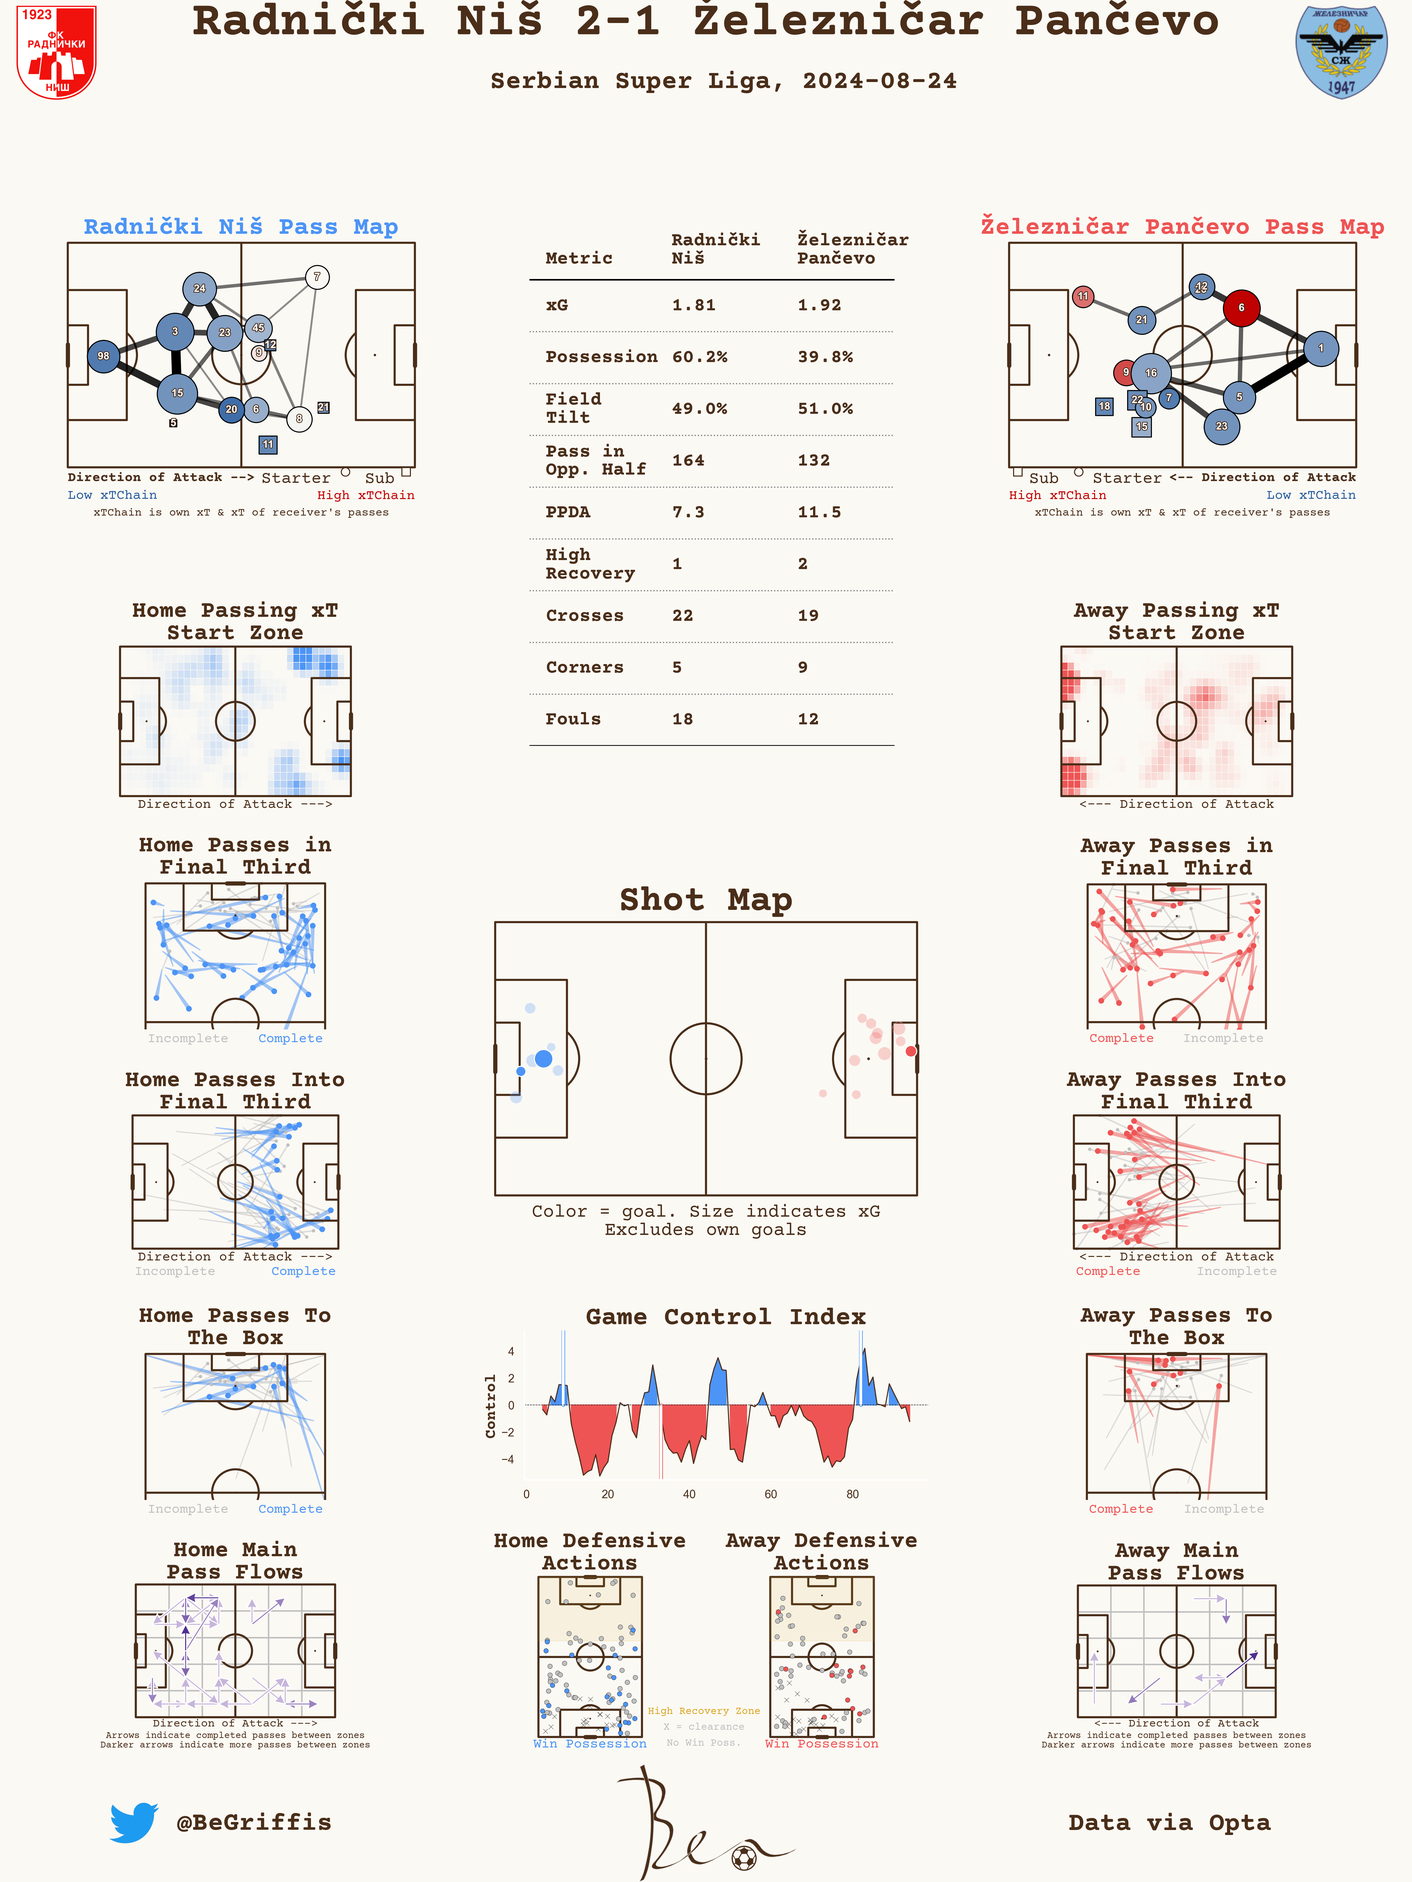 1923
ФК
РАДНИЧКИ
НИШ
Radnički Niš 2-1 Železničar Pančevo
Serbian Super Liga, 2024-08-24
ЖЕЛЕЗНИЧАР
СЖ
1947
Radnički Niš Pass Map
24
7
3
23
45
12
9
98
15
20
6
8
21
5
11
Direction of Attack --> Starter Sub
Low xTChain High xTChain
xTChain is own xT & xT of receiver's passes
Metric Radnički Niš Železničar Pančevo
xG 1.81 1.92
Possession 60.2% 39.8%
Field Tilt 49.0% 51.0%
Pass in Opp. Half 164 132
PPDA 7.3 11.5
High Recovery 1 2
Crosses 22 19
Corners 5 9
Fouls 18 12
Železničar Pančevo Pass Map
11
12
21
6
1
9
16
22
7
18
10
5
15
23
Sub Starter <-- Direction of Attack
High xTChain Low xTChain
xTChain is own xT & xT of receiver's passes
Home Passing xT
Start Zone
Direction of Attack --->
Away Passing xT
Start Zone
<--- Direction of Attack
Home Passes in
Final Third
Incomplete Complete
Away Passes in
Final Third
Complete Incomplete
Shot Map
Color = goal. Size indicates xG
Excludes own goals
Home Passes Into
Final Third
Direction of Attack --->
Incomplete Complete
Away Passes Into
Final Third
<--- Direction of Attack
Complete Incomplete
Home Passes To
The Box
Incomplete Complete
Game Control Index
Control
4
2
0
−2
−4
0 20 40 60 80
Away Passes To
The Box
Complete Incomplete
Home Main
Pass Flows
Direction of Attack --->
Arrows indicate completed passes between zones
Darker arrows indicate more passes between zones
Home Defensive
Actions
Win Possession
High Recovery Zone
X = clearance
No Win Poss.
Away Defensive
Actions
Win Possession
Away Main
Pass Flows
<--- Direction of Attack
Arrows indicate completed passes between zones
Darker arrows indicate more passes between zones
@BeGriffis
Ben
Data via Opta